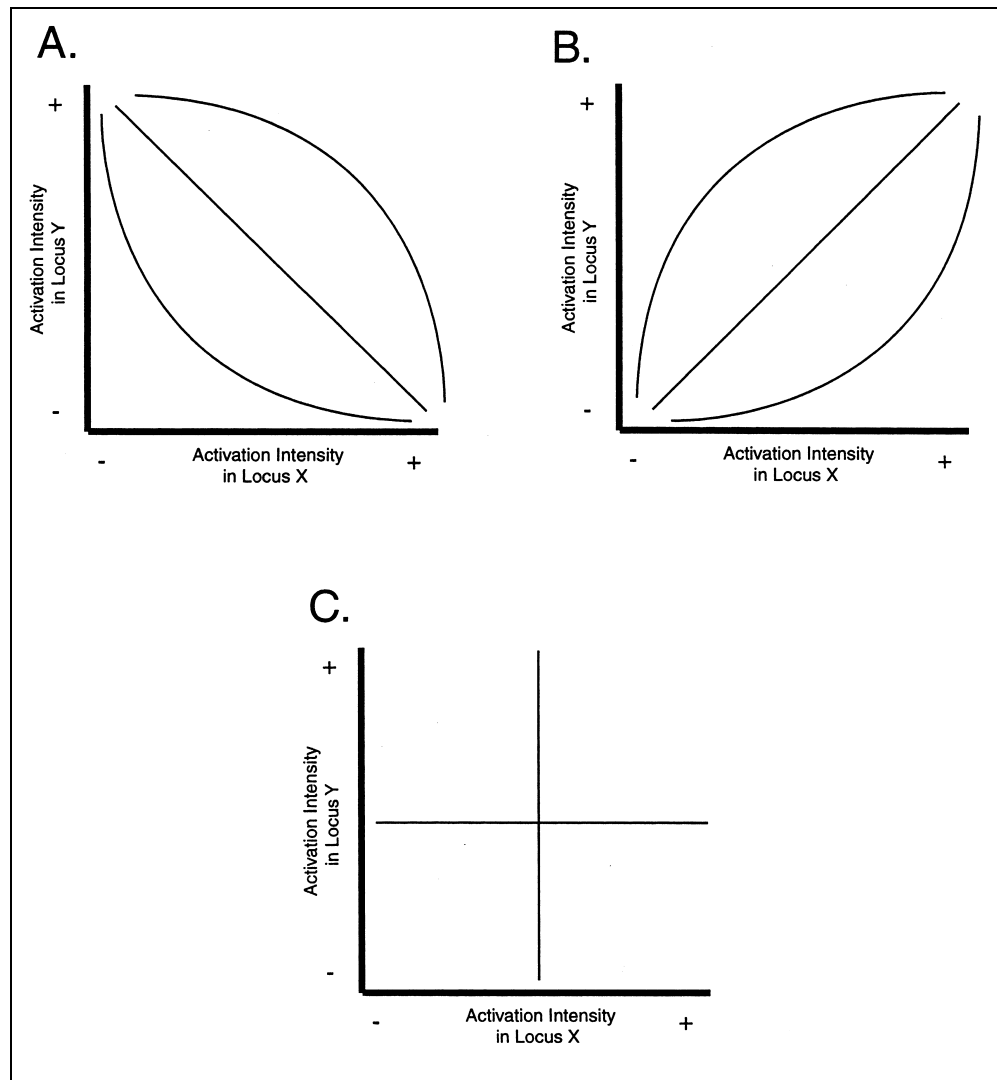 A.
+
Activation Intensity
in Locus Y
-
-
Activation Intensity
in Locus X
+
B.
+
Activation Intensity
in Locus Y
-
-
Activation Intensity
in Locus X
+
C.
+
Activation Intensity
in Locus Y
-
-
Activation Intensity
in Locus X
+